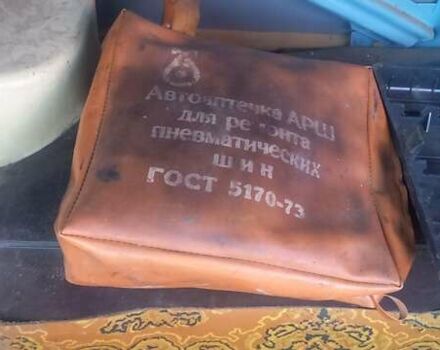 Автоаптечка АРШ
для ремонта
пневматических
шин
ГОСТ 5170-73